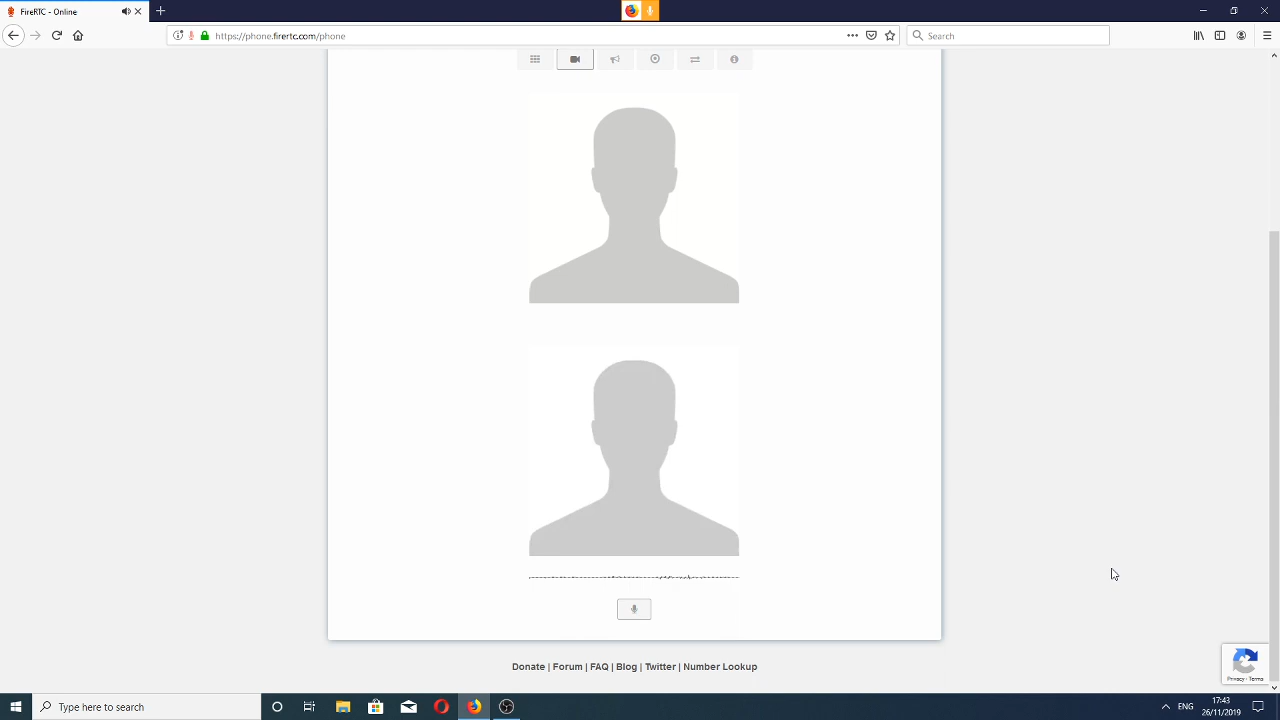 FireRTC - Online
https://phone.firertc.com/phone
Search
Donate | Forum | FAQ | Blog | Twitter | Number Lookup
Privacy - Terms
Type here to search
ENG
17:43
26/11/2019